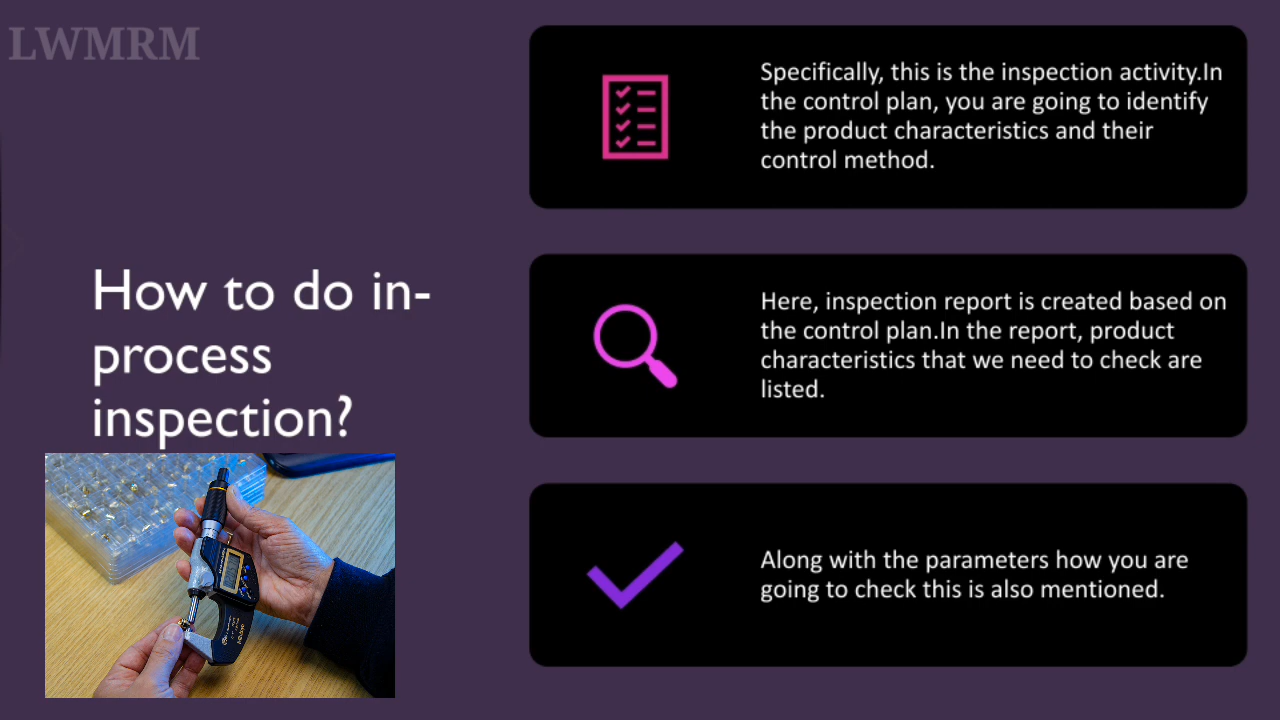 LWMRM
How to do in-
process
inspection?
Specifically, this is the inspection activity.In
the control plan, you are going to identify
the product characteristics and their
control method.
Here, inspection report is created based on
the control plan.In the report, product
characteristics that we need to check are
listed.
Along with the parameters how you are
going to check this is also mentioned.